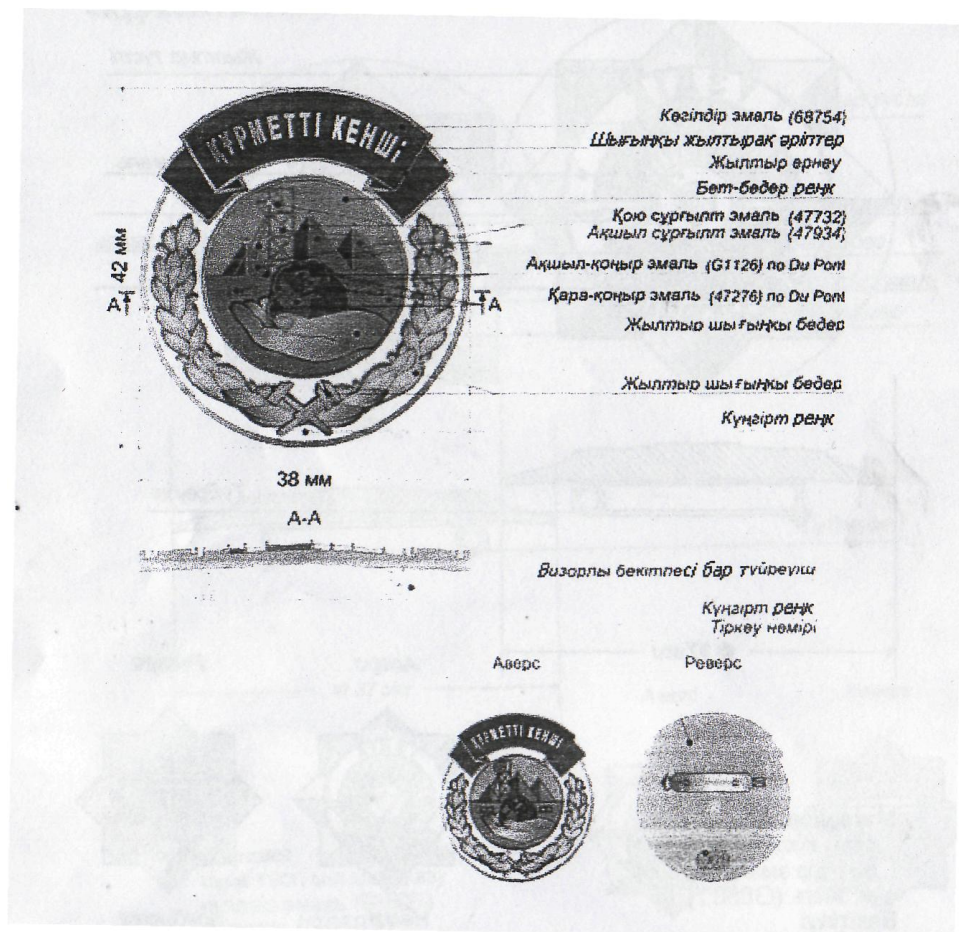 ҚҰРМЕТТІ КЕНШІ
Көгілдір эмаль (68754)
Шығыңқы жылтырақ әріптер
Жылтыр ернеу
Бет-бедер реңк
Қою сұрғылт эмаль (47732)
Ақшыл сұрғылт эмаль (47934)
Ақшыл-қоңыр эмаль (G1126) по Du Pont
Қара-қоңыр эмаль (47276) по Du Pont
Жылтыр шығыңқы бедер
Жылтыр шығыңқы бедер
Күңгірт реңк
42 мм
А А
38 мм
А-А
Визорлы бекітпесі бар түйреуіш
Күңгірт реңк
Тіркеу нөмірі
Аверс Реверс
ҚҰРМЕТТІ КЕНШІ